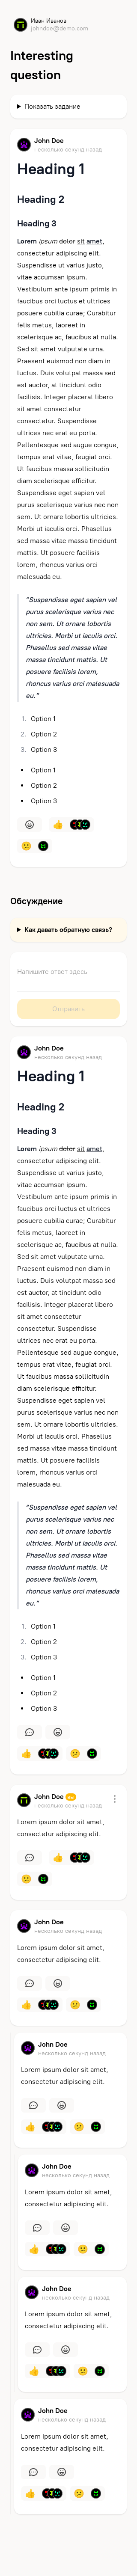 Иван Иванов
johndoe@demo.com
Interesting
question
Показать задание
John Doe
несколько секунд назад
Heading 1
Heading 2
Heading 3
Lorem ipsum dolor sit amet,
consectetur adipiscing elit.
Suspendisse ut varius justo,
vitae accumsan ipsum.
Vestibulum ante ipsum primis in
faucibus orci luctus et ultrices
posuere cubilia curae; Curabitur
felis metus, laoreet in
scelerisque ac, faucibus at nulla.
Sed sit amet vulputate urna.
Praesent euismod non diam in
luctus. Duis volutpat massa sed
est auctor, at tincidunt odio
facilisis. Integer placerat libero
sit amet consectetur
consectetur. Suspendisse
ultrices nec erat eu porta.
Pellentesque sed augue congue,
tempus erat vitae, feugiat orci.
Ut faucibus massa sollicitudin
diam scelerisque efficitur.
Suspendisse eget sapien vel
purus scelerisque varius nec non
sem. Ut ornare lobortis ultricies.
Morbi ut iaculis orci. Phasellus
sed massa vitae massa tincidunt
mattis. Ut posuere facilisis
lorem, rhoncus varius orci
malesuada eu.
“Suspendisse eget sapien vel
purus scelerisque varius nec
non sem. Ut ornare lobortis
ultricies. Morbi ut iaculis orci.
Phasellus sed massa vitae
massa tincidunt mattis. Ut
posuere facilisis lorem,
rhoncus varius orci malesuada
eu.”
1. Option 1
2. Option 2
3. Option 3
• Option 1
• Option 2
• Option 3
Обсуждение
Как давать обратную связь?
Напишите ответ здесь
Отправить
John Doe
несколько секунд назад
Heading 1
Heading 2
Heading 3
Lorem ipsum dolor sit amet,
consectetur adipiscing elit.
Suspendisse ut varius justo,
vitae accumsan ipsum.
Vestibulum ante ipsum primis in
faucibus orci luctus et ultrices
posuere cubilia curae; Curabitur
felis metus, laoreet in
scelerisque ac, faucibus at nulla.
Sed sit amet vulputate urna.
Praesent euismod non diam in
luctus. Duis volutpat massa sed
est auctor, at tincidunt odio
facilisis. Integer placerat libero
sit amet consectetur
consectetur. Suspendisse
ultrices nec erat eu porta.
Pellentesque sed augue congue,
tempus erat vitae, feugiat orci.
Ut faucibus massa sollicitudin
diam scelerisque efficitur.
Suspendisse eget sapien vel
purus scelerisque varius nec non
sem. Ut ornare lobortis ultricies.
Morbi ut iaculis orci. Phasellus
sed massa vitae massa tincidunt
mattis. Ut posuere facilisis
lorem, rhoncus varius orci
malesuada eu.
“Suspendisse eget sapien vel
purus scelerisque varius nec
non sem. Ut ornare lobortis
ultricies. Morbi ut iaculis orci.
Phasellus sed massa vitae
massa tincidunt mattis. Ut
posuere facilisis lorem,
rhoncus varius orci malesuada
eu.”
1. Option 1
2. Option 2
3. Option 3
• Option 1
• Option 2
• Option 3
John Doe
несколько секунд назад
Lorem ipsum dolor sit amet,
consectetur adipiscing elit.
John Doe
несколько секунд назад
Lorem ipsum dolor sit amet,
consectetur adipiscing elit.
John Doe
несколько секунд назад
Lorem ipsum dolor sit amet,
consectetur adipiscing elit.
John Doe
несколько секунд назад
Lorem ipsum dolor sit amet,
consectetur adipiscing elit.
John Doe
несколько секунд назад
Lorem ipsum dolor sit amet,
consectetur adipiscing elit.
John Doe
несколько секунд назад
Lorem ipsum dolor sit amet,
consectetur adipiscing elit.